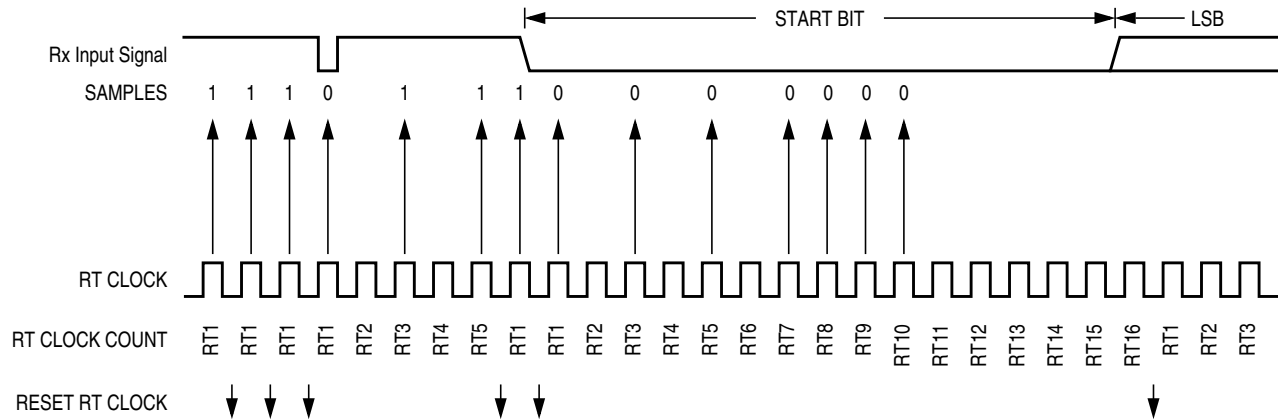 START BIT LSB
Rx Input Signal
SAMPLES 1 1 1 0 1 1 1 0 0 0 0 0 0 0
RT CLOCK
RT CLOCK COUNT RT1 RT1 RT1 RT1 RT2 RT3 RT4 RT5 RT1 RT1 RT2 RT3 RT4 RT5 RT6 RT7 RT8 RT9 RT10 RT11 RT12 RT13 RT14 RT15 RT16 RT1 RT2 RT3
RESET RT CLOCK